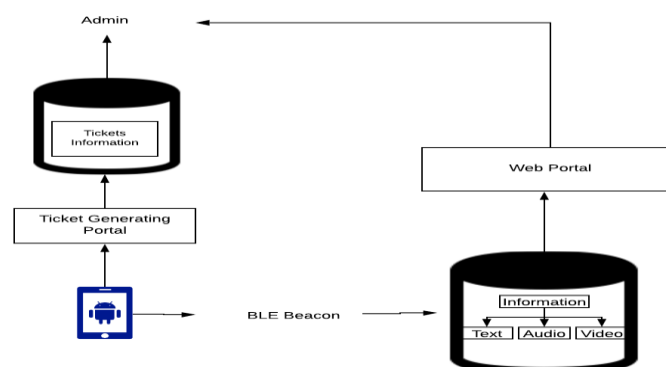 Admin
Tickets
Information
Ticket Generating
Portal
Web Portal
BLE Beacon
Information
Text
Audio
Video